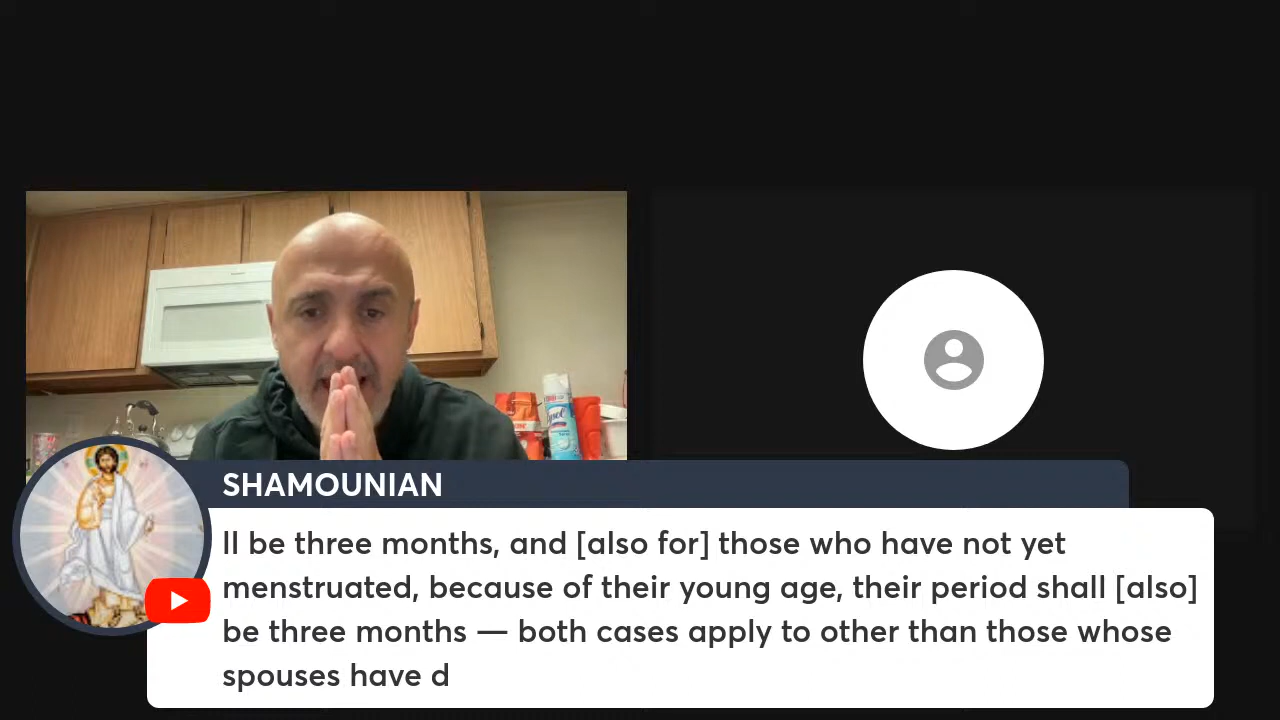 SHAMOUNIAN
ll be three months, and [also for] those who have not yet
menstruated, because of their young age, their period shall [also]
be three months — both cases apply to other than those whose
spouses have d